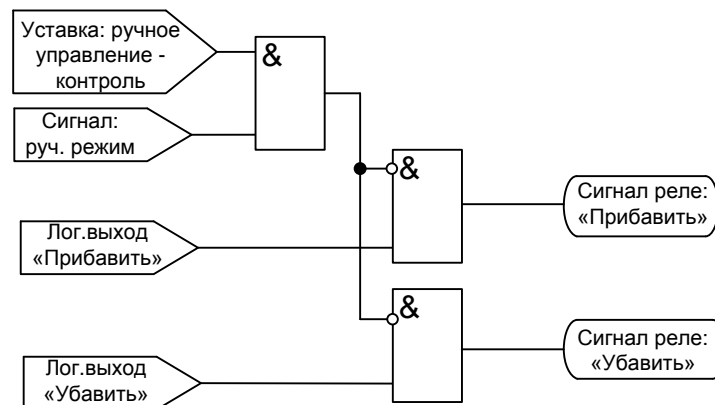 Уставка: ручное
управление -
контроль
&
Сигнал:
руч. режим
&
Сигнал реле:
«Прибавить»
Лог.выход
«Прибавить»
&
Сигнал реле:
«Убавить»
Лог.выход
«Убавить»